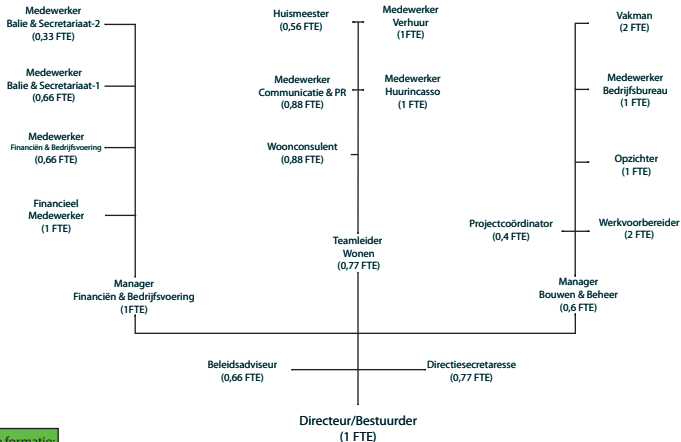 Medewerker
Balie & Secretariaat-2
(0,33 FTE)
Medewerker
Balie & Secretariaat-1
(0,66 FTE)
Medewerker
Financiën & Bedrijfsvoering
(0,66 FTE)
Financieel
Medewerker
(1 FTE)
Manager
Financiën & Bedrijfsvoering
(1FTE)
Huismeester
(0,56 FTE)
Medewerker
Verhuur
(1FTE)
Medewerker
Communicatie & PR
(0,88 FTE)
Medewerker
Huurincasso
(1 FTE)
Woonconsulent
(0,88 FTE)
Teamleider
Wonen
(0,77 FTE)
Vakman
(2 FTE)
Medewerker
Bedrijfsbureau
(1 FTE)
Opzichter
(1 FTE)
Projectcoördinator
(0,4 FTE)
Werkvoorbereider
(2 FTE)
Manager
Bouwen & Beheer
(0,6 FTE)
Beleidsadviseur
(0,66 FTE)
Directiesecretaresse
(0,77 FTE)
Directeur/Bestuurder
(1 FTE)
formatie: